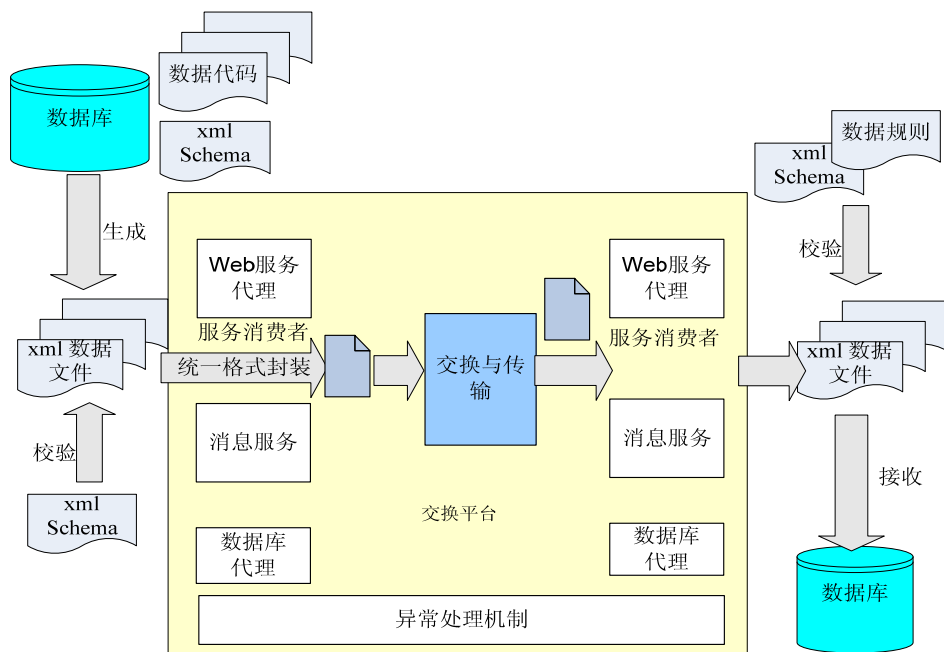 数据代码
数据库
xml
Schema
数据规则
xml
Schema
生成
校验
Web服务
代理
Web服务
代理
服务消费者
服务消费者
xml 数据
文件
统一格式封装
交换与传
输
xml 数据
文件
消息服务
消息服务
校验
接收
xml
Schema
交换平台
数据库
代理
数据库
代理
数据库
异常处理机制